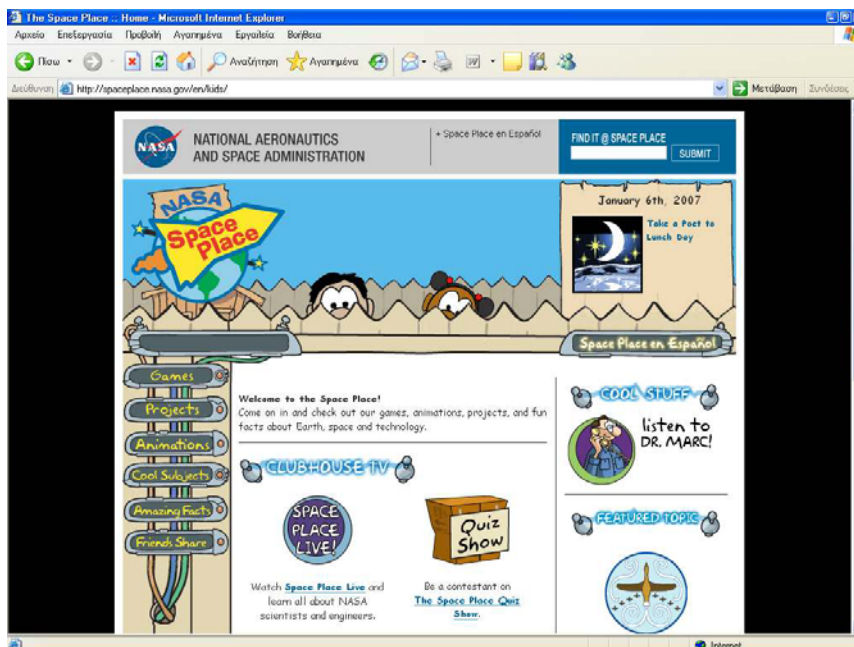 The Space Place :: Home - Microsoft Internet Explorer
Αρχείο Επεξεργασία Προβολή Αγαπημένα Εργαλεία Βοήθεια
Πίσω Αναζήτηση Αγαπημένα
Διεύθυνση http://spaceplace.nasa.gov/en/kids/ Μετάβαση Συνδέσεις
NASA
NATIONAL AERONAUTICS
AND SPACE ADMINISTRATION
+ Space Place en Español
FIND IT @ SPACE PLACE
SUBMIT
NASA
Space
Place
January 6th, 2007
Take a Poet to
Lunch Day
Space Place en Español
Games
Projects
Animations
Cool Subjects
Amazing Facts
Friends Share
Welcome to the Space Place!
Come on in and check out our games, animations, projects, and fun
facts about Earth, space and technology.
CLUBHOUSE TV
SPACE
PLACE
LIVE!
Watch Space Place Live and
learn all about NASA
scientists and engineers.
Quiz
Show
Be a contestant on
The Space Place Quiz
Show.
COOL STUFF
listen to
DR. MARC!
FEATURED TOPIC
Internet